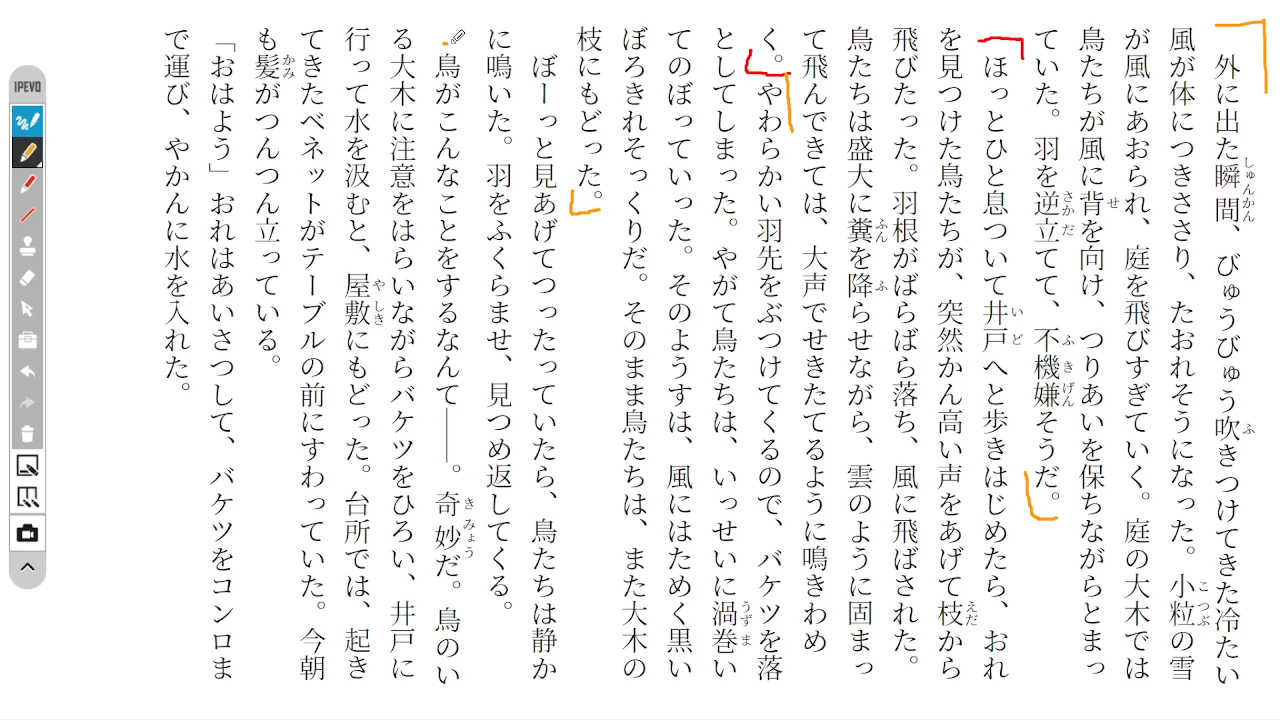 外に出た瞬間、びゅうびゅう吹きつけてきた冷たい
風が体につきささり、たおれそうになった。小粒の雪
が風にあおられ、庭を飛びすぎていく。庭の大木では
鳥たちが風に背を向け、つりあいを保ちながらとまっ
ていた。羽を逆立てて、不機嫌そうだ。
ほっとひと息ついて井戸へと歩きはじめたら、おれ
を見つけた鳥たちが、突然かん高い声をあげて枝から
飛びたった。羽根がばらばら落ち、風に飛ばされた。
鳥たちは盛大に糞を降らせながら、雲のように固まっ
て飛んできては、大声でせきたてるように鳴きわめ
く。やわらかい羽先をぶつけてくるので、バケツを落
としてしまった。やがて鳥たちは、いっせいに渦巻い
てのぼっていった。そのようすは、風にはためく黒い
ぼろきれそっくりだ。そのまま鳥たちは、また大木の
枝にもどった。
ぼーっと見あげてつったっていたら、鳥たちは静か
に鳴いた。羽をふくらませ、見つめ返してくる。
鳥がこんなことをするなんて――。奇妙だ。鳥のい
る大木に注意をはらいながらバケツをひろい、井戸に
行って水を汲むと、屋敷にもどった。台所では、起き
てきたベネットがテーブルの前にすわっていた。今朝
も髪がつんつん立っている。
「おはよう」おれはあいさつして、バケツをコンロま
で運び、やかんに水を入れた。
IPEVO